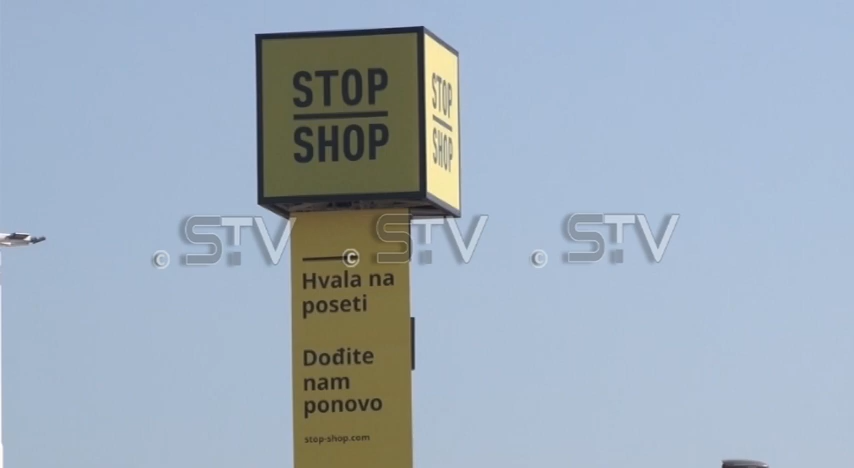 STOP
SHOP
STOP
SHOP
© STV © STV © STV
Hvala na
poseti
Dođite
nam
ponovo
stop-shop.com